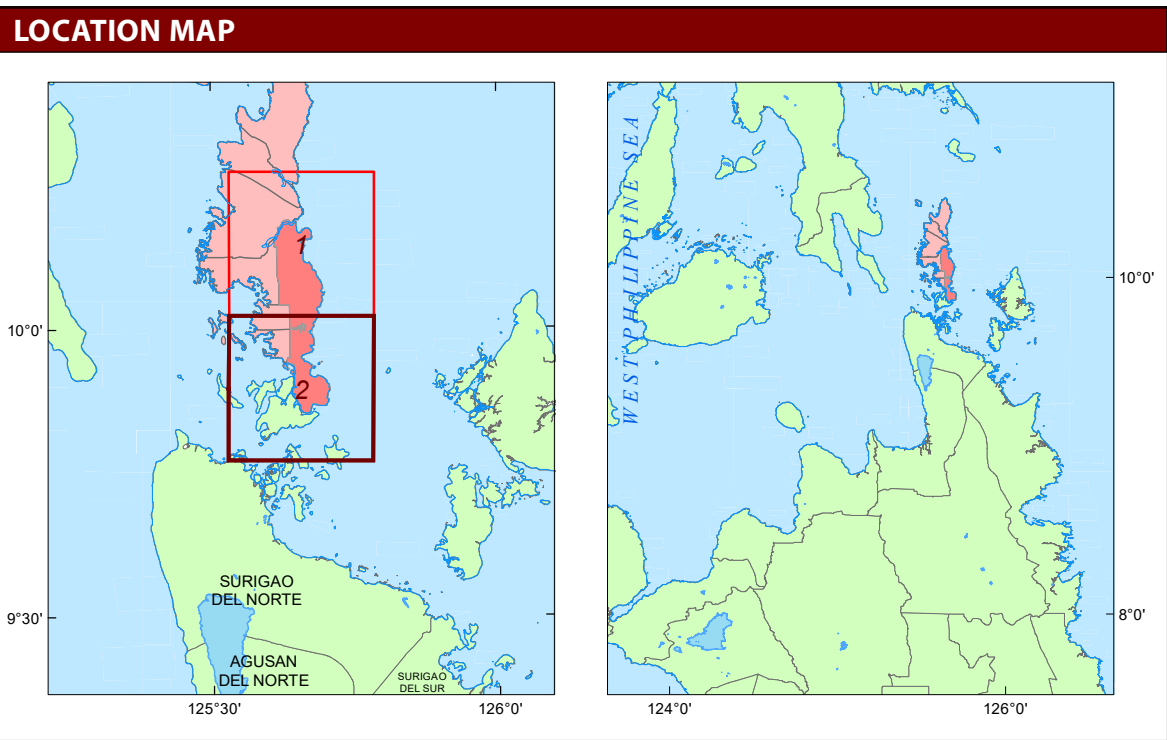 LOCATION MAP
1
10°0'
2
SURIGAO
DEL NORTE
9°30'
AGUSAN
DEL NORTE
SURIGAO
DEL SUR
125°30'
126°0'
WEST PHILIPPINE SEA
10°0'
8°0'
124°0'
126°0'